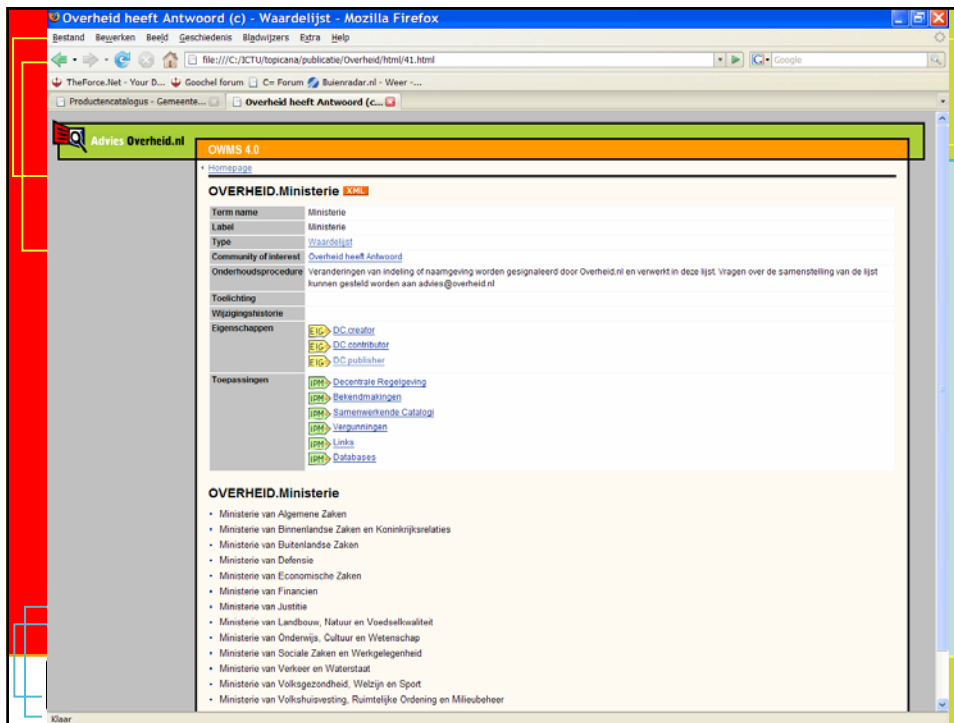 Overheid heeft Antwoord (c) - Waardelijst - Mozilla Firefox
Bestand Bewerken Beeld Geschiedenis Bladwijzers Extra Help
file:///C:/ICTU/topicana/publicatie/Overheid/html/41.html
Google
TheForce.Net - Your D... Goochel forum C= Forum Buienradar.nl - Weer -...
Productencatalogus - Gemeente... Overheid heeft Antwoord (c...
Advies Overheid.nl
OWMS 4.0
Homepage
OVERHEID.Ministerie XML
Term name Ministerie
Label Ministerie
Type Waardelijst
Community of interest Overheid heeft Antwoord
Onderhoudsprocedure Veranderingen van indeling of naamgeving worden gesignaleerd door Overheid.nl en verwerkt in deze lijst. Vragen over de samenstelling van de lijst
kunnen gesteld worden aan advies@overheid.nl
Toelichting
Wijzigingshistorie
Eigenschappen EIG DC.creator
EIG DC.contributor
EIG DC.publisher
Toepassingen IPM Decentrale Regelgeving
IPM Bekendmakingen
IPM Samenwerkende Catalogi
IPM Vergunningen
IPM Links
IPM Databases
OVERHEID.Ministerie
• Ministerie van Algemene Zaken
• Ministerie van Binnenlandse Zaken en Koninkrijksrelaties
• Ministerie van Buitenlandse Zaken
• Ministerie van Defensie
• Ministerie van Economische Zaken
• Ministerie van Financien
• Ministerie van Justitie
• Ministerie van Landbouw, Natuur en Voedselkwaliteit
• Ministerie van Onderwijs, Cultuur en Wetenschap
• Ministerie van Sociale Zaken en Werkgelegenheid
• Ministerie van Verkeer en Waterstaat
• Ministerie van Volksgezondheid, Welzijn en Sport
• Ministerie van Volkshuisvesting, Ruimtelijke Ordening en Milieubeheer
Klaar